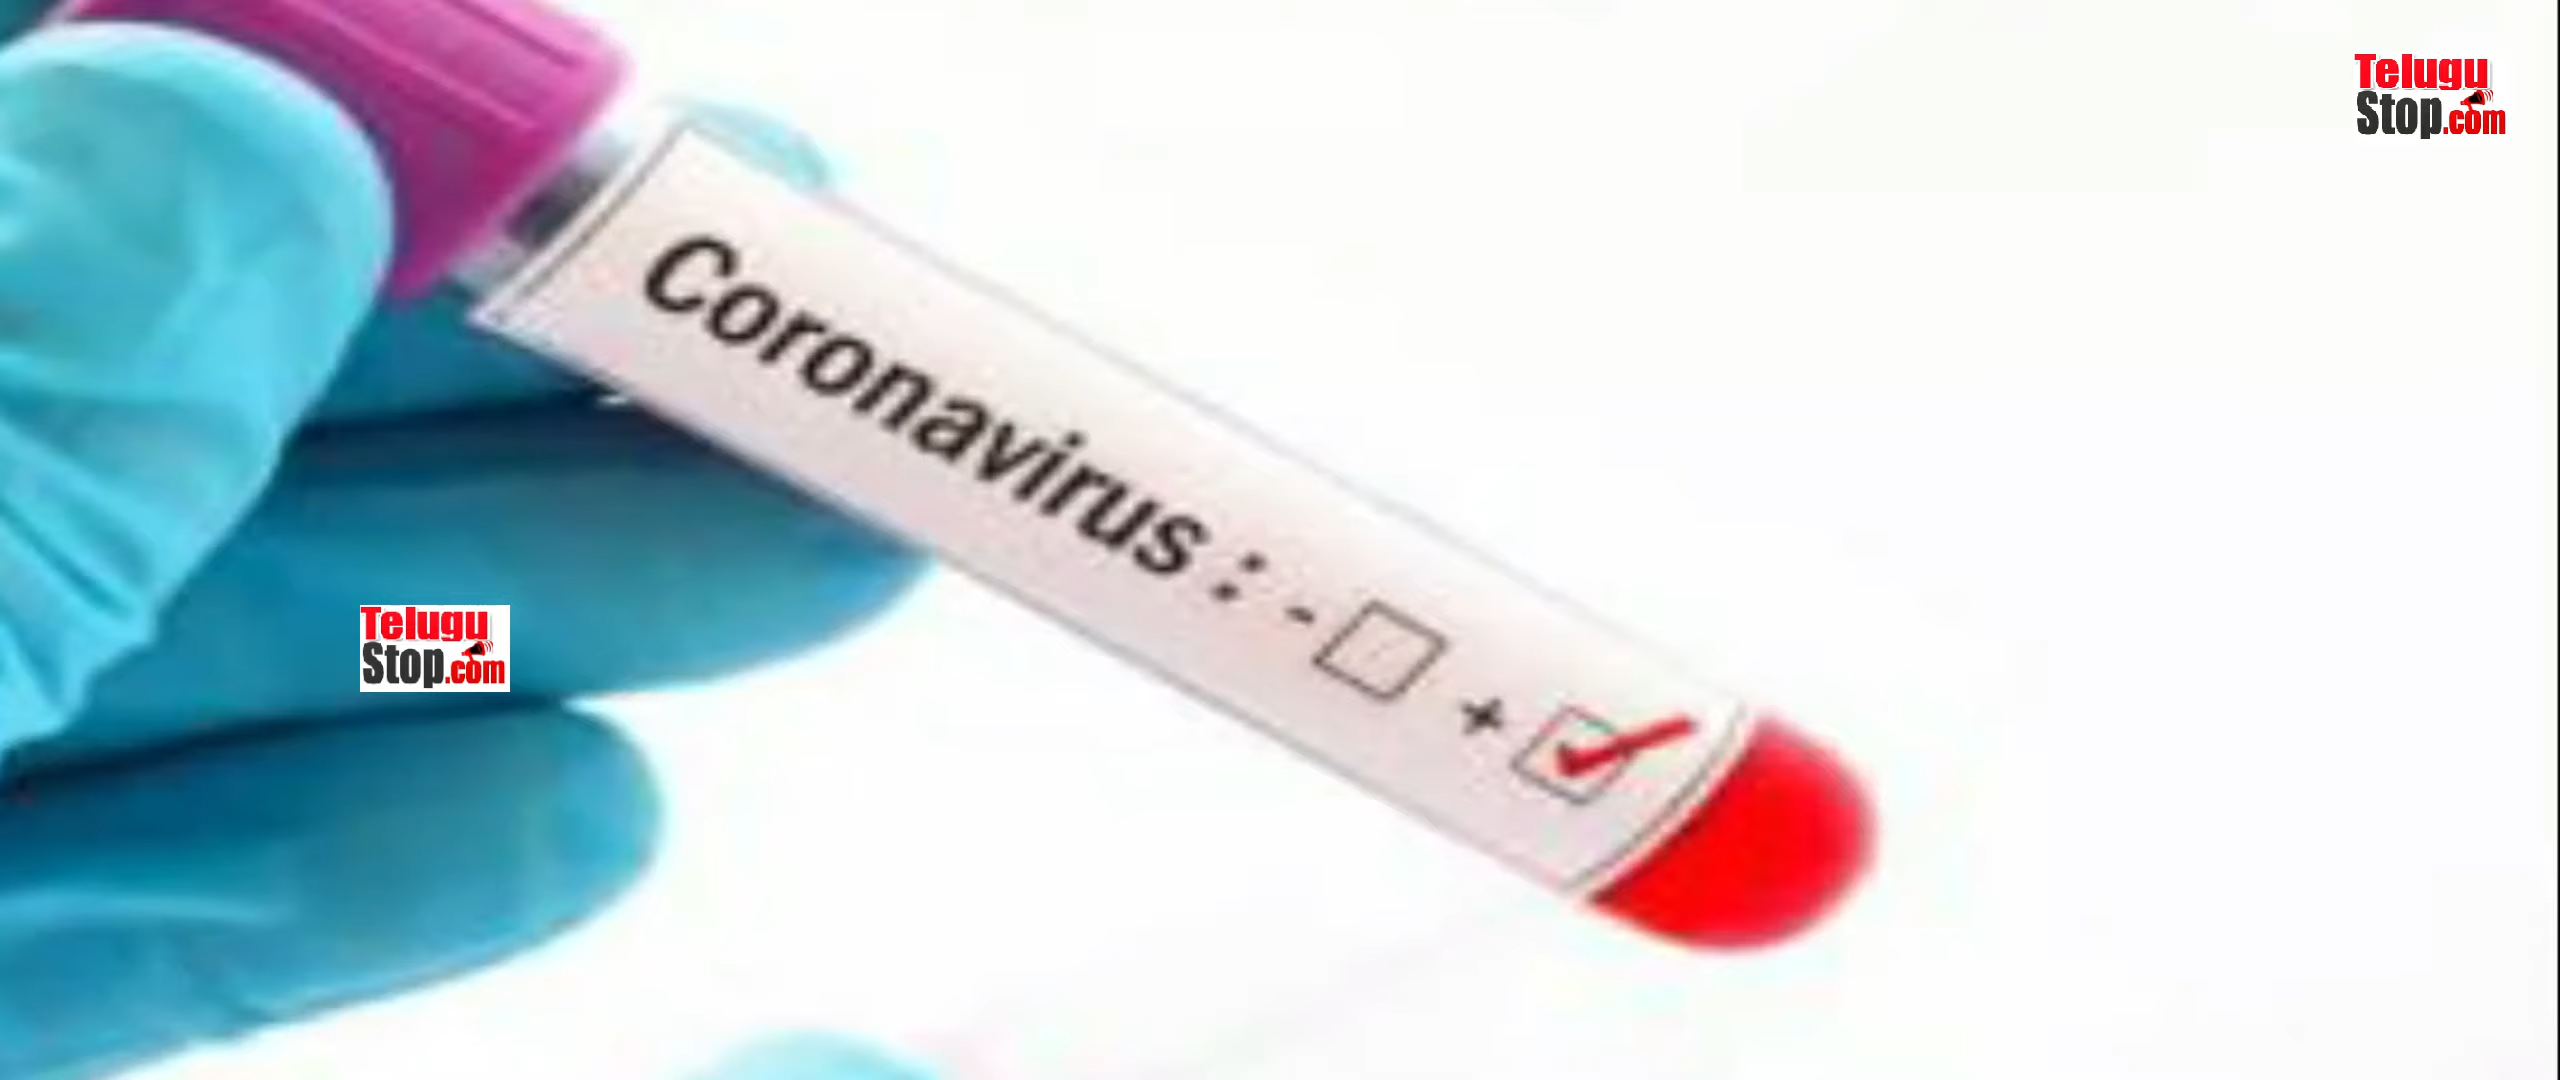 Telugu
Stop.com
Coronavirus : - □ + ☑
Telugu
Stop.com